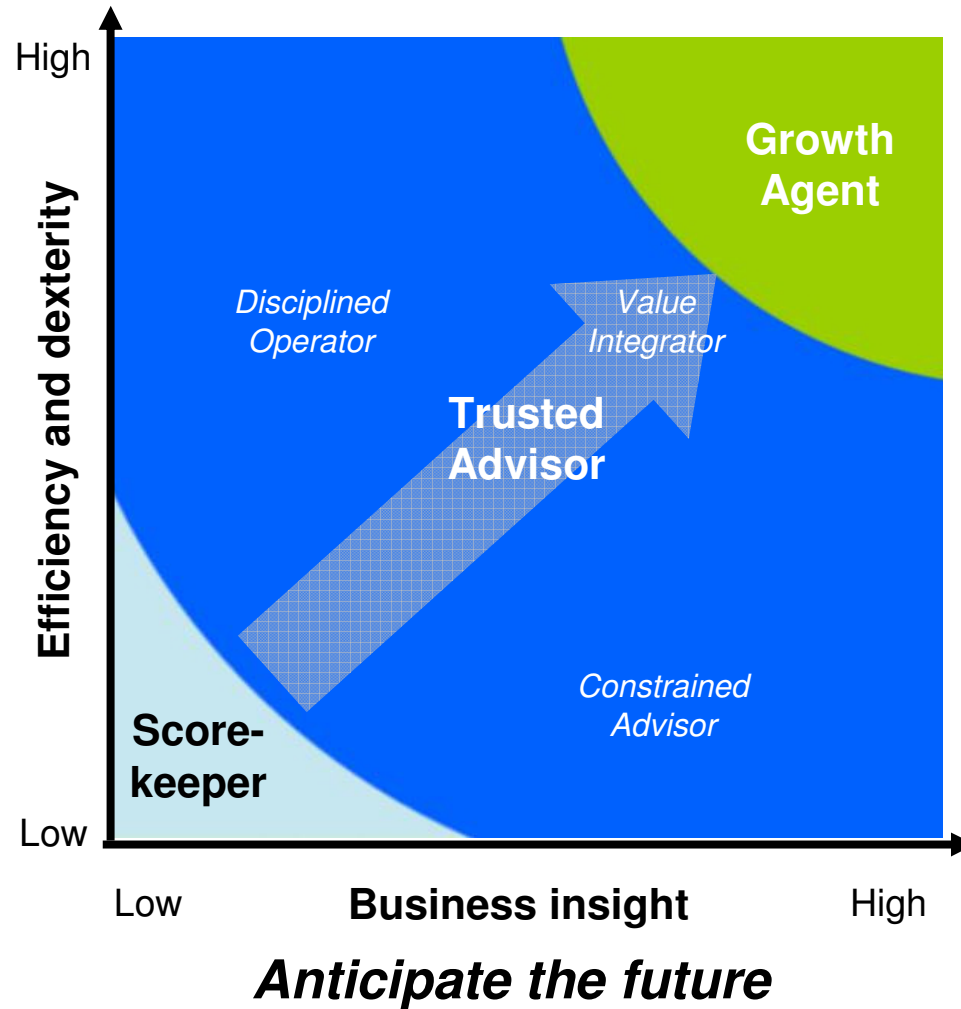 High
Efficiency and dexterity
Growth
Agent
Disciplined
Operator
Value
Integrator
Trusted
Advisor
Constrained
Advisor
Score-
keeper
Low
Low
Business insight
High
Anticipate the future